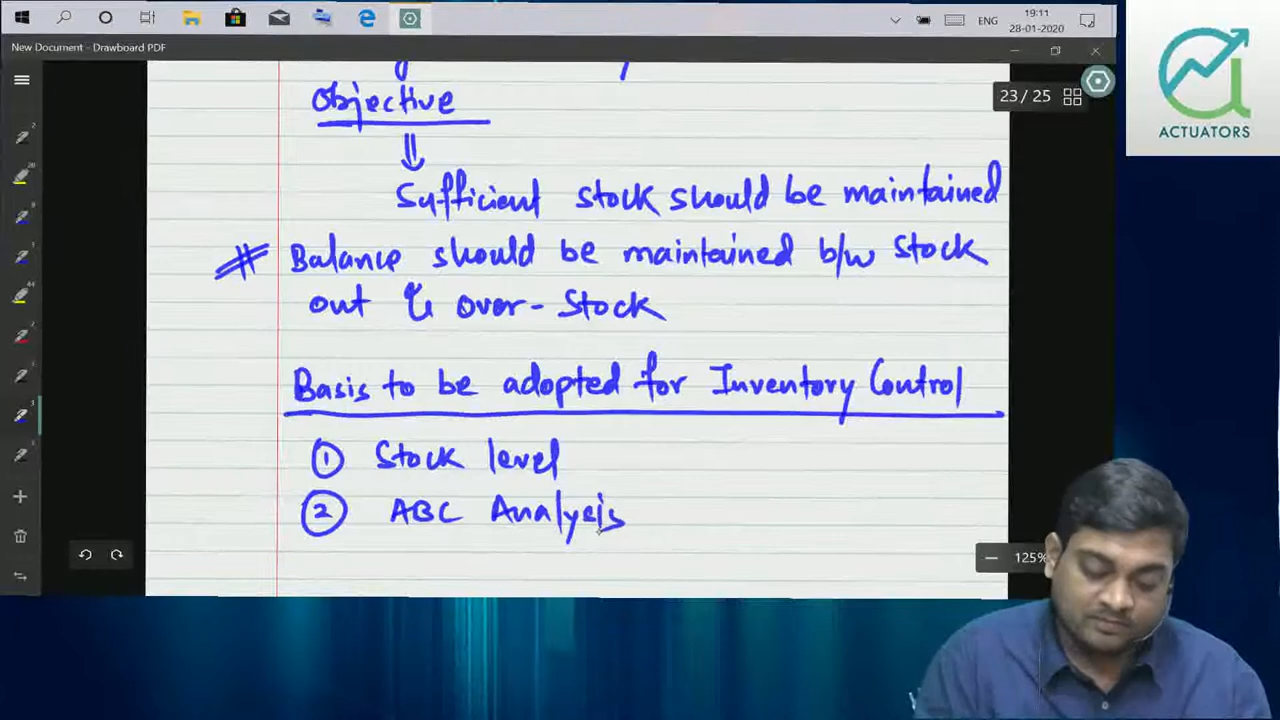 19:11
ENG
28-01-2020
New Document - Drawboard PDF
23 / 25
ACTUATORS
Objective
Sufficient stock should be maintained
# Balance should be maintained b/w stock
out & over-stock
Basis to be adopted for Inventory Control
① Stock level
② ABC Analysis
125%